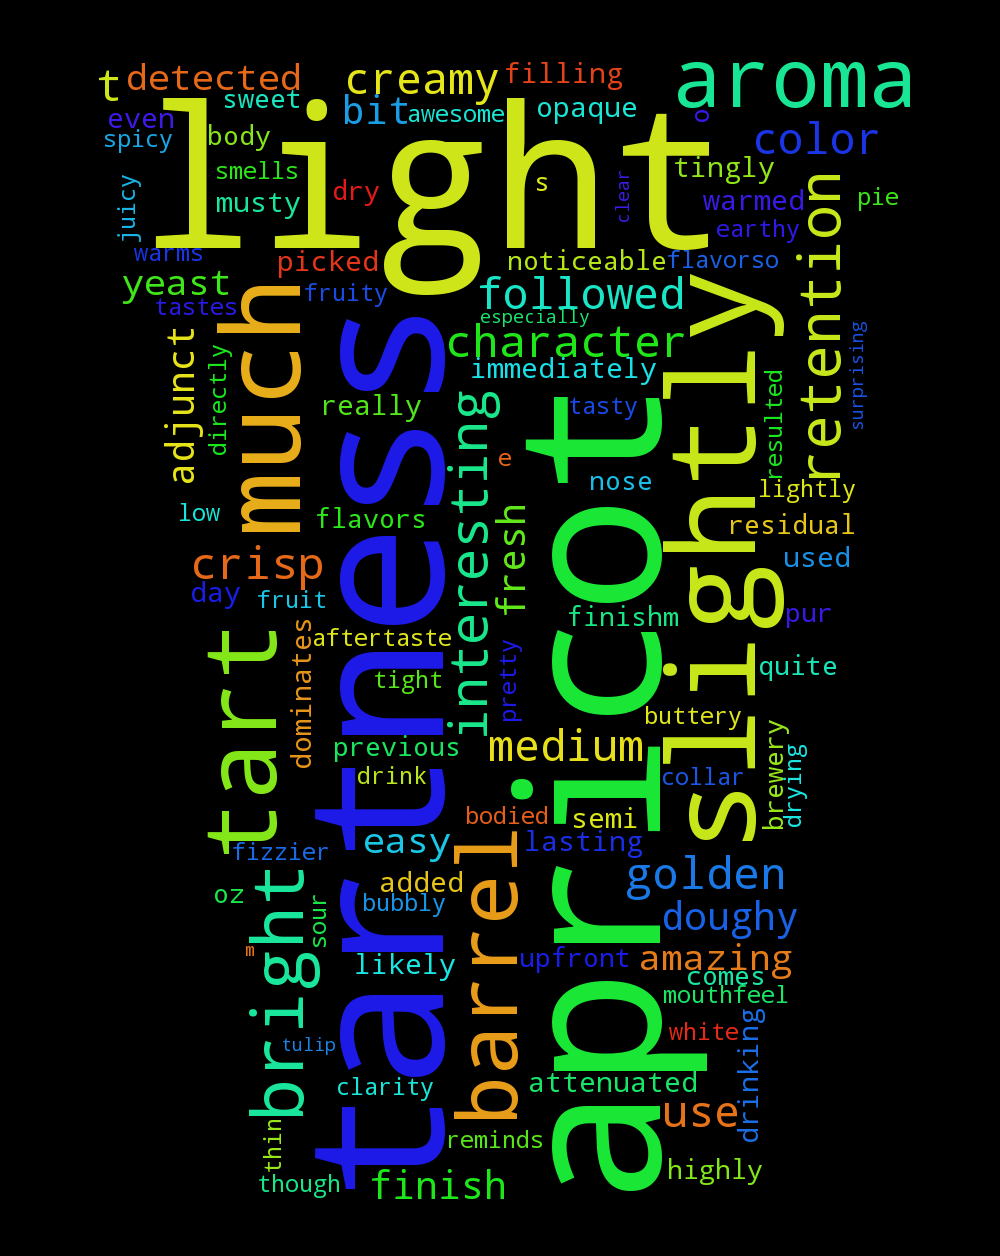 light
aroma
t
detected
creamy
filling
sweet
bit
awesome
opaque
o
even
spicy
body
color
smells
dry
s
clear
tingly
musty
juicy
warmed
pie
earthy
warms
picked
noticeable
flavorso
retention
yeast
fruity
followed
tastes
especially
much
character
slightly
adjunct
directly
immediately
surprising
really
interesting
tasty
resulted
tartness
apricot
e
nose
lightly
low
flavors
fresh
residual
crisp
used
day
fruit
finishm
pur
tart
dominates
aftertaste
pretty
quite
tight
buttery
previous
medium
brewery
drying
drink
collar
bodied
semi
fizzier
easy
barrel
lasting
oz
bright
sour
added
golden
bubbly
doughy
m
likely
upfront
amazing
comes
mouthfeel
tulip
white
drinking
clarity
attenuated
use
thin
reminds
highly
though
finish